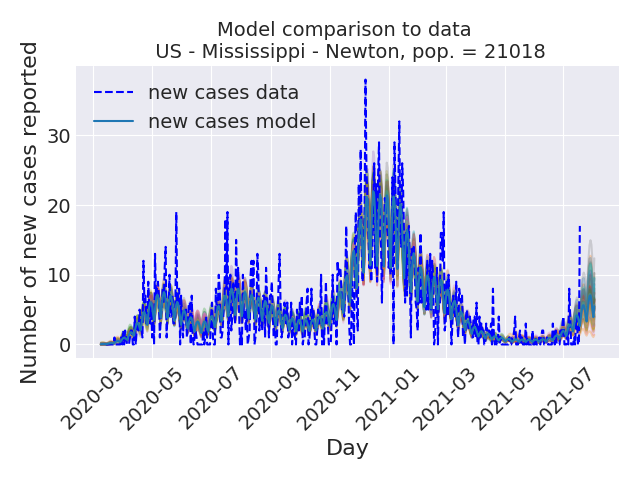 Model comparison to data
US - Mississippi - Newton, pop. = 21018
Number of new cases reported
new cases data
new cases model
30
20
10
0
2020-03
2020-05
2020-07
2020-09
2020-11
2021-01
2021-03
2021-05
2021-07
Day